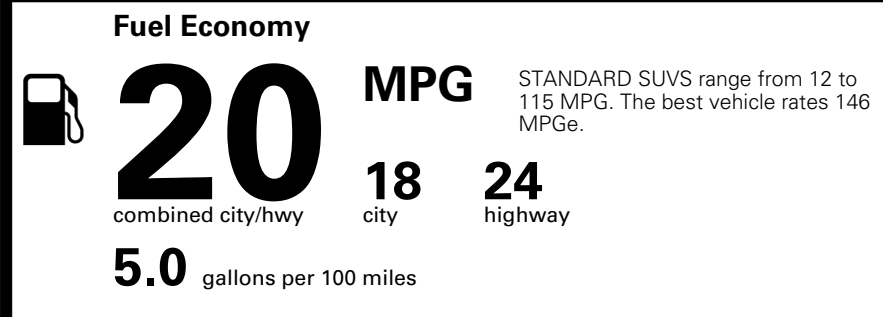 Fuel Economy
20
MPG
STANDARD SUVS range from 12 to
115 MPG. The best vehicle rates 146
MPGe.
combined city/hwy
18
city
24
highway
5.0 gallons per 100 miles